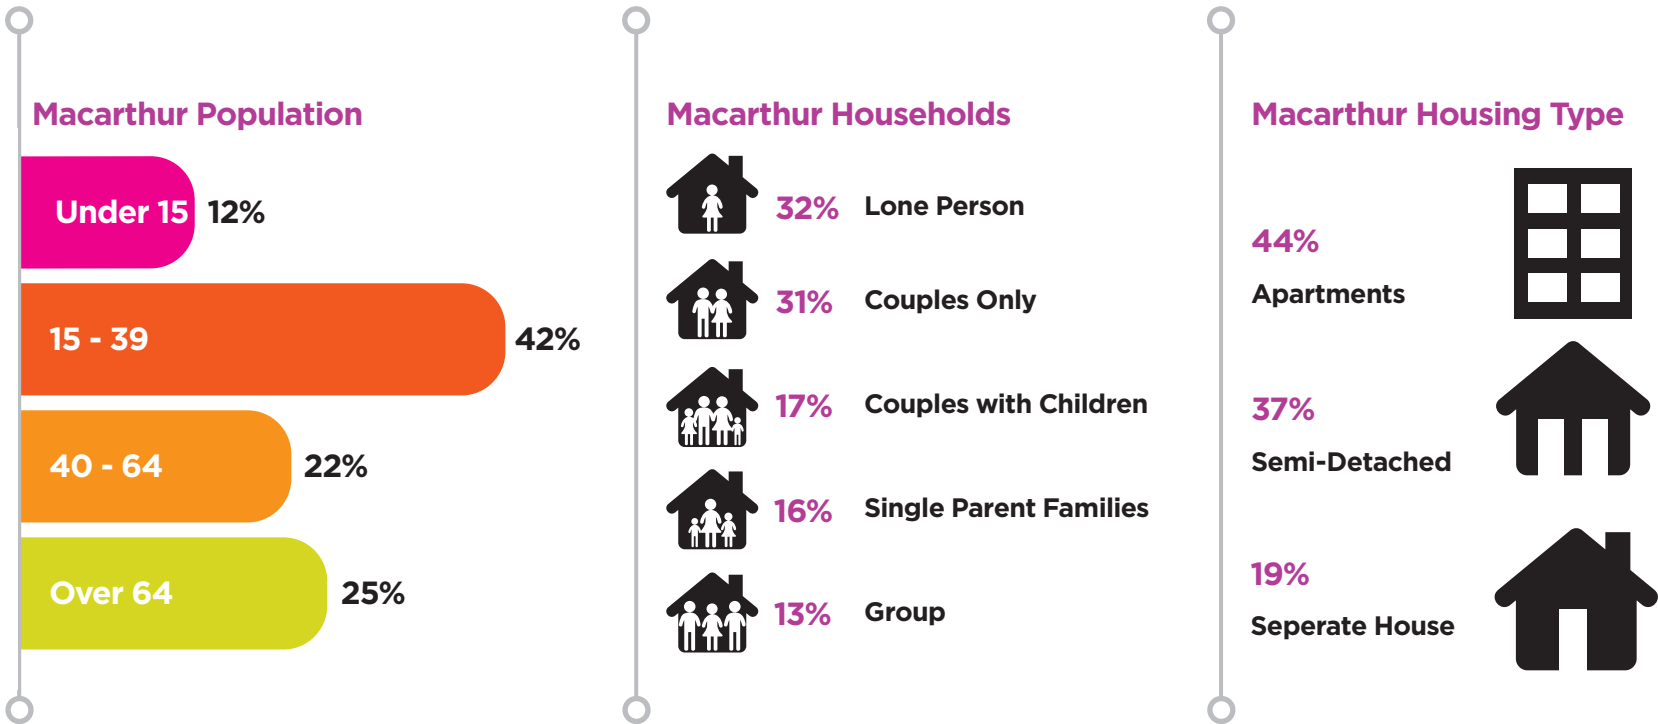 Macarthur Population
Under 15 12%
15 - 39 42%
40 - 64 22%
Over 64 25%
Macarthur Households
32% Lone Person
31% Couples Only
17% Couples with Children
16% Single Parent Families
13% Group
Macarthur Housing Type
44%
Apartments
37%
Semi-Detached
19%
Seperate House